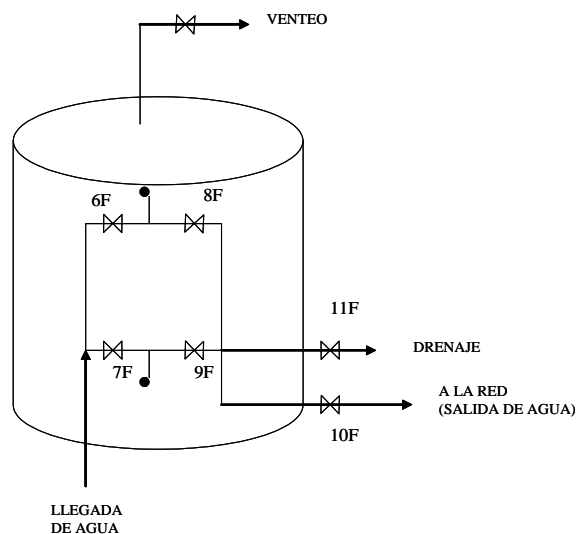 VENTEO
6F
8F
11F
DRENAJE
7F
9F
A LA RED
(SALIDA DE AGUA)
10F
LLEGADA
DE AGUA